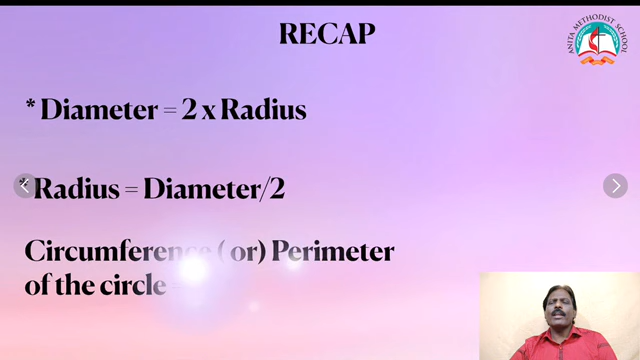 RECAP
ANITA METHODIST SCHOOL
* Diameter = 2 x Radius
* Radius = Diameter/2
Circumference ( or) Perimeter
of the circle =